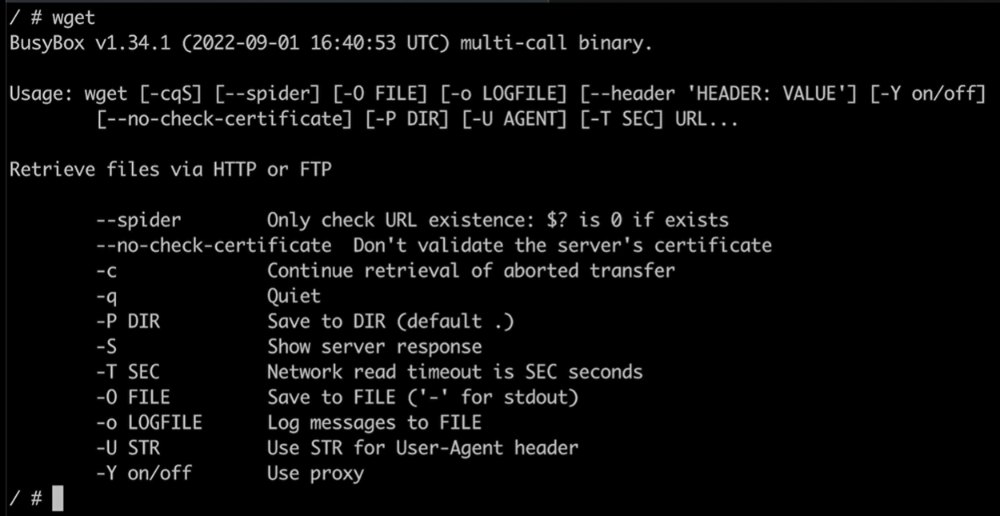 / # wget
BusyBox v1.34.1 (2022-09-01 16:40:53 UTC) multi-call binary.

Usage: wget [-cqS] [--spider] [-O FILE] [-o LOGFILE] [--header 'HEADER: VALUE'] [-Y on/off]
        [--no-check-certificate] [-P DIR] [-U AGENT] [-T SEC] URL...

Retrieve files via HTTP or FTP

        --spider        Only check URL existence: $? is 0 if exists
        --no-check-certificate  Don't validate the server's certificate
        -c              Continue retrieval of aborted transfer
        -q              Quiet
        -P DIR          Save to DIR (default .)
        -S              Show server response
        -T SEC          Network read timeout is SEC seconds
        -O FILE         Save to FILE ('-' for stdout)
        -o LOGFILE      Log messages to FILE
        -U STR          Use STR for User-Agent header
        -Y on/off       Use proxy
/ #